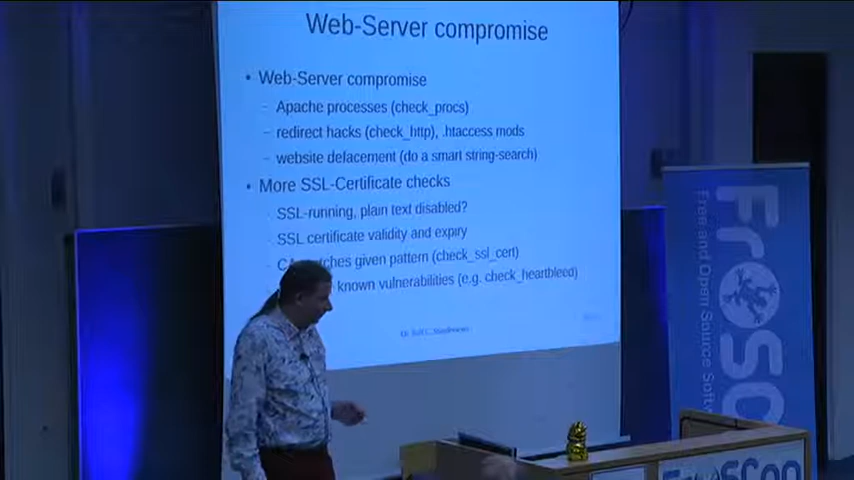 Web-Server compromise
• Web-Server compromise
– Apache processes (check_procs)
– redirect hacks (check_http), .htaccess mods
– website defacement (do a smart string-search)
• More SSL-Certificate checks
SSL-running, plain text disabled?
SSL certificate validity and expiry
given pattern (check_ssl_cert)
known vulnerabilities (e.g. check_heartbleed)
FrOSCon
Free and Open Source
FrOSCon